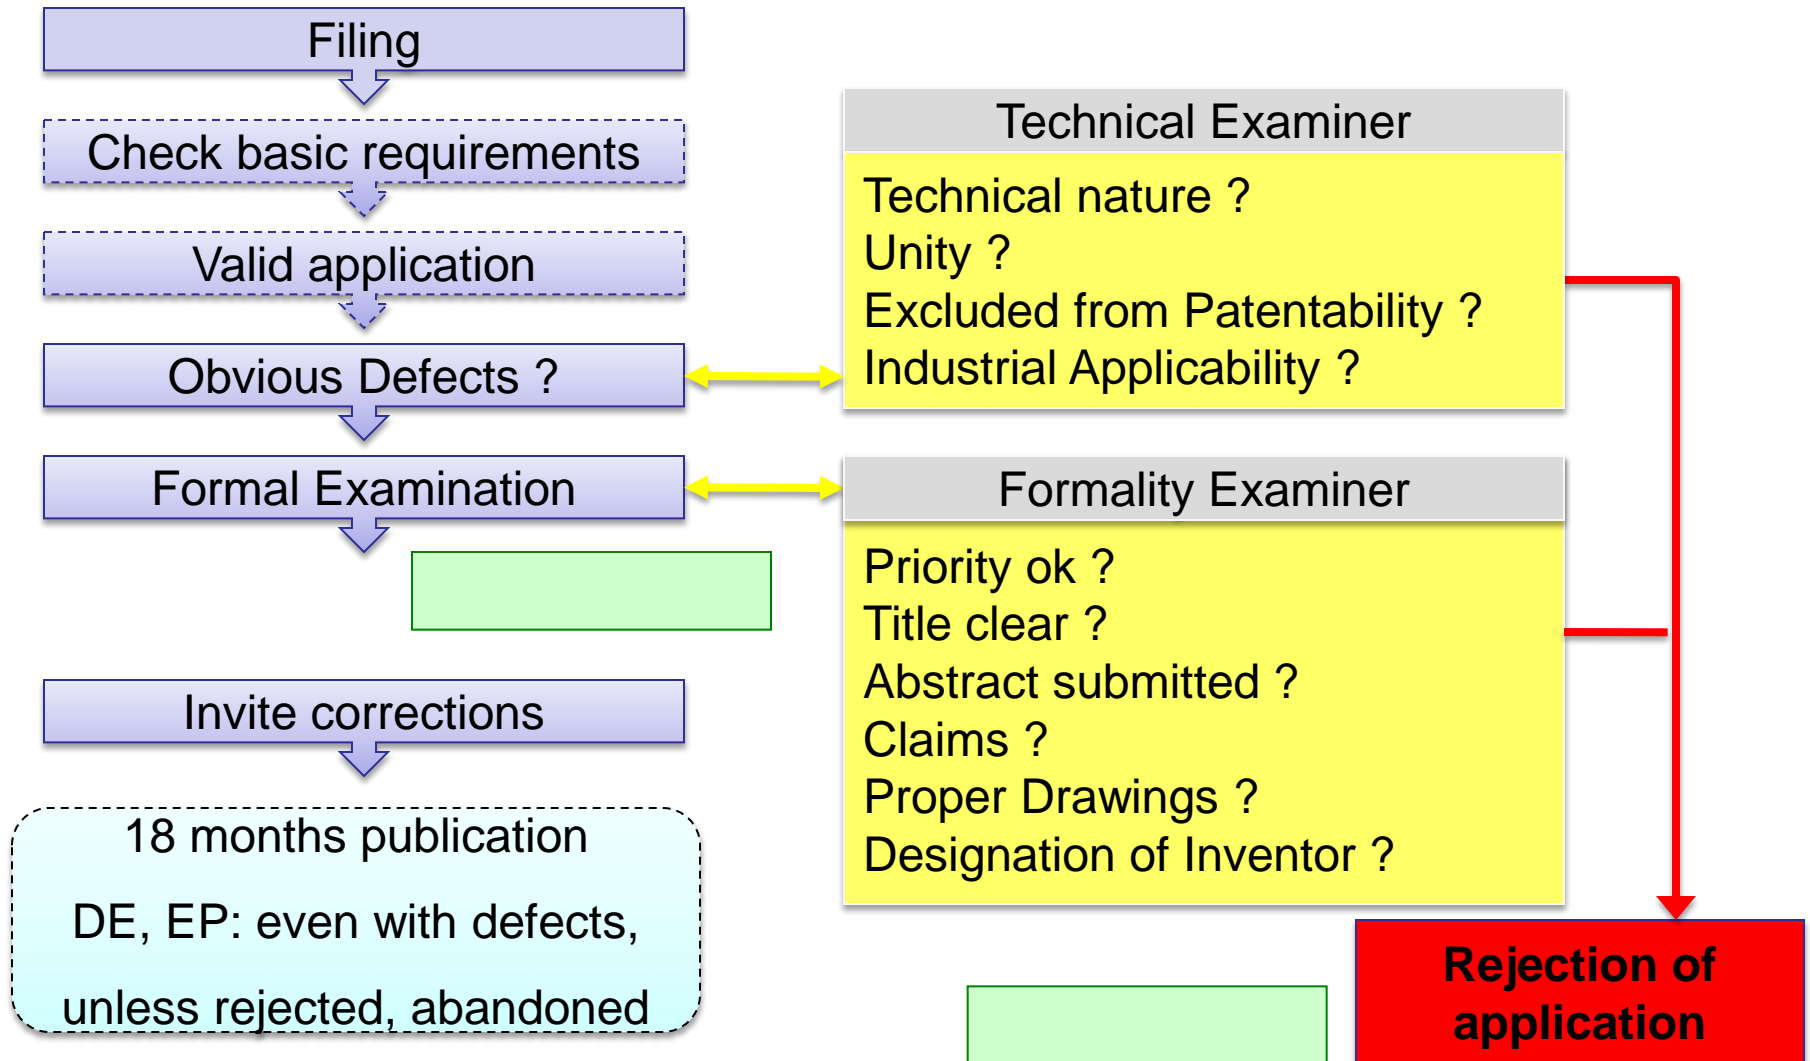 Filing
Check basic requirements
Valid application
Obvious Defects ?
Formal Examination
Invite corrections
18 months publication
DE, EP: even with defects,
unless rejected, abandoned
Technical Examiner
Technical nature ?
Unity ?
Excluded from Patentability ?
Industrial Applicability ?
Formality Examiner
Priority ok ?
Title clear ?
Abstract submitted ?
Claims ?
Proper Drawings ?
Designation of Inventor ?
Rejection of
application